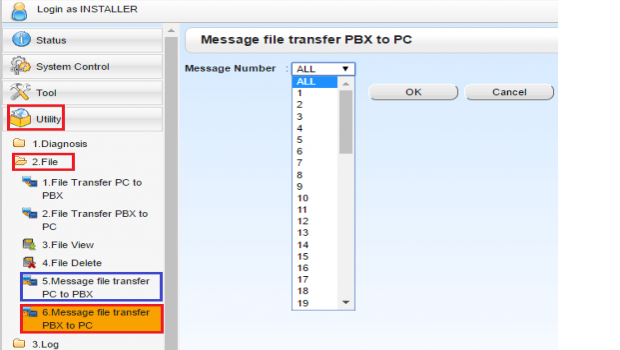 Login as INSTALLER
Status
System Control
Tool
Utility
1.Diagnosis
2.File
1.File Transfer PC to
PBX
2.File Transfer PBX to
PC
3.File View
4.File Delete
5.Message file transfer
PC to PBX
6.Message file transfer
PBX to PC
3.Log
Message file transfer PBX to PC
Message Number : ALL
OK Cancel
ALL
1
2
3
4
5
6
7
8
9
10
11
12
13
14
15
16
17
18
19